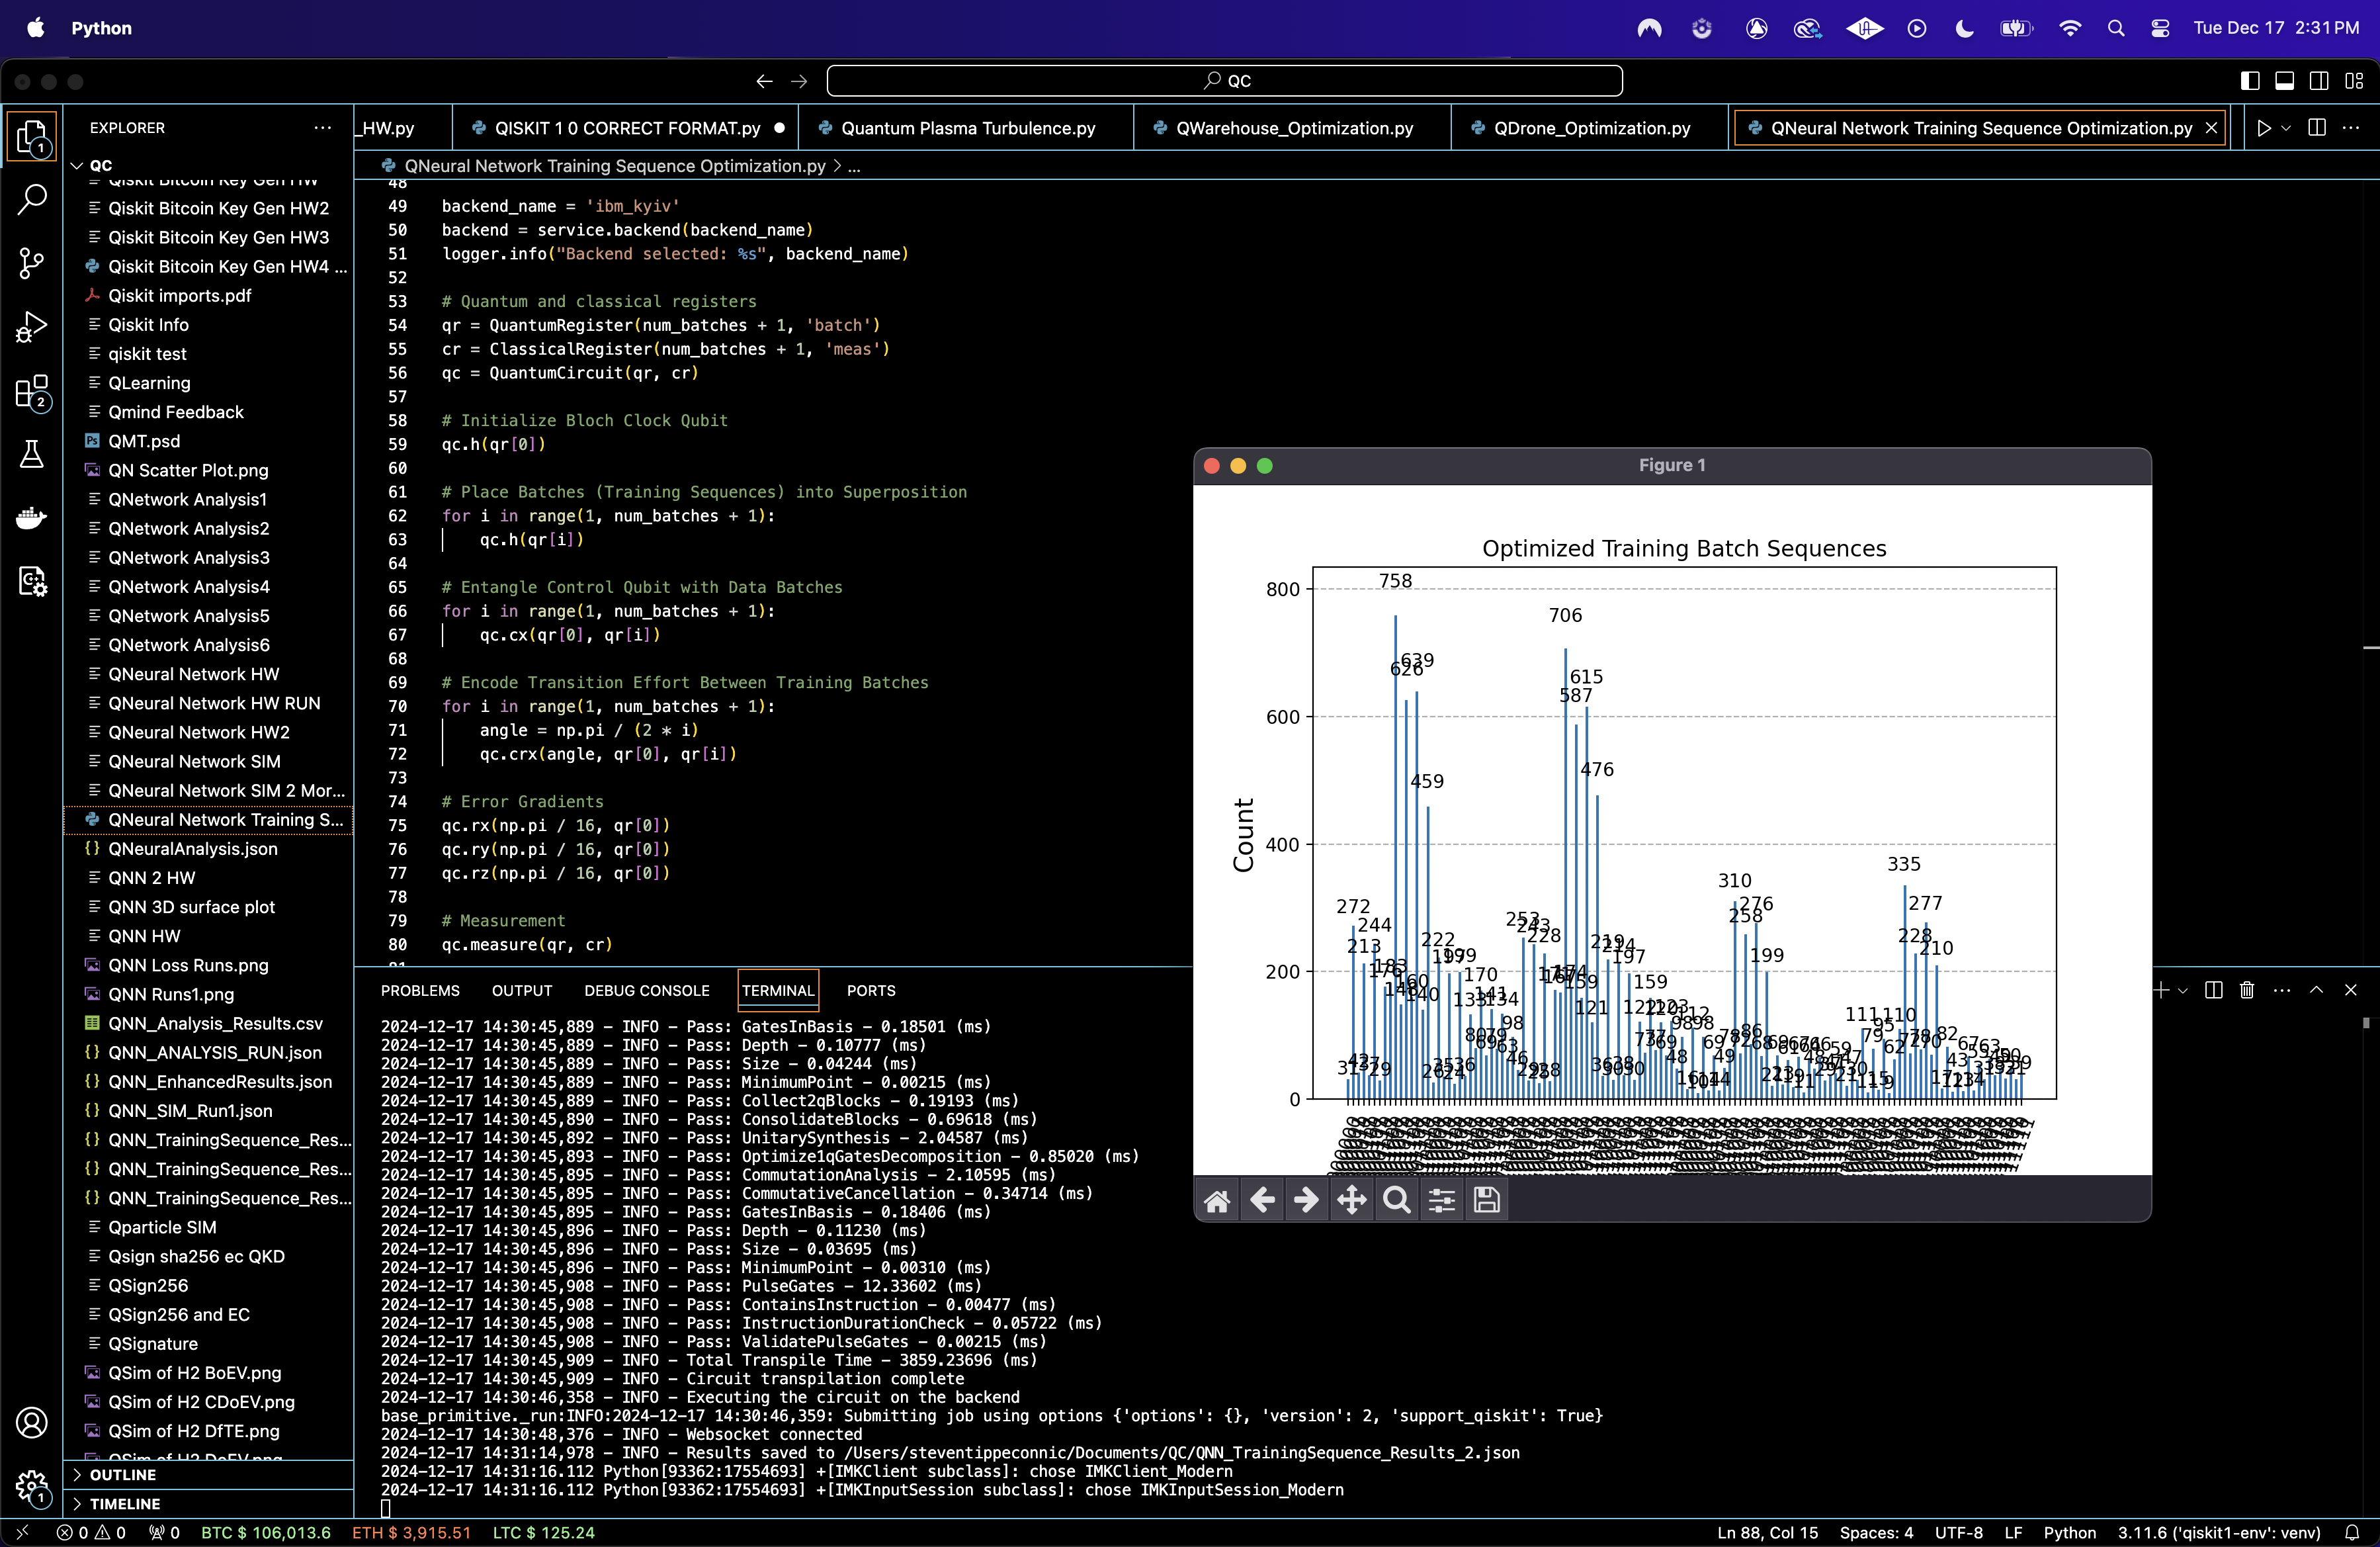 Python
Tue Dec 17 2:31 PM
QC
EXPLORER
_HW.py
QISKIT 1 0 CORRECT FORMAT.py
Quantum Plasma Turbulence.py
QWarehouse_Optimization.py
QDrone_Optimization.py
QNeural Network Training Sequence Optimization.py
QNeural Network Training Sequence Optimization.py > ...
1
2
1
QC
Qiskit Bitcoin Key Gen HW
Qiskit Bitcoin Key Gen HW2
Qiskit Bitcoin Key Gen HW3
Qiskit Bitcoin Key Gen HW4 ...
Qiskit imports.pdf
Qiskit Info
qiskit test
QLearning
Qmind Feedback
QMT.psd
QN Scatter Plot.png
QNetwork Analysis1
QNetwork Analysis2
QNetwork Analysis3
QNetwork Analysis4
QNetwork Analysis5
QNetwork Analysis6
QNeural Network HW
QNeural Network HW RUN
QNeural Network HW2
QNeural Network SIM
QNeural Network SIM 2 Mor...
QNeural Network Training S...
QNeuralAnalysis.json
QNN 2 HW
QNN 3D surface plot
QNN HW
QNN Loss Runs.png
QNN Runs1.png
QNN_Analysis_Results.csv
QNN_ANALYSIS_RUN.json
QNN_EnhancedResults.json
QNN_SIM_Run1.json
QNN_TrainingSequence_Res...
QNN_TrainingSequence_Res...
QNN_TrainingSequence_Res...
Qparticle SIM
Qsign sha256 ec QKD
QSign256
QSign256 and EC
QSignature
QSim of H2 BoEV.png
QSim of H2 CDoEV.png
QSim of H2 DfTE.png
QSim of H2 DoEV.png
OUTLINE
TIMELINE
48
49 backend_name = 'ibm_kyiv'
50 backend = service.backend(backend_name)
51 logger.info("Backend selected: %s", backend_name)
52
53 # Quantum and classical registers
54 qr = QuantumRegister(num_batches + 1, 'batch')
55 cr = ClassicalRegister(num_batches + 1, 'meas')
56 qc = QuantumCircuit(qr, cr)
57
58 # Initialize Bloch Clock Qubit
59 qc.h(qr[0])
60
61 # Place Batches (Training Sequences) into Superposition
62 for i in range(1, num_batches + 1):
63 qc.h(qr[i])
64
65 # Entangle Control Qubit with Data Batches
66 for i in range(1, num_batches + 1):
67 qc.cx(qr[0], qr[i])
68
69 # Encode Transition Effort Between Training Batches
70 for i in range(1, num_batches + 1):
71 angle = np.pi / (2 * i)
72 qc.crx(angle, qr[0], qr[i])
73
74 # Error Gradients
75 qc.rx(np.pi / 16, qr[0])
76 qc.ry(np.pi / 16, qr[0])
77 qc.rz(np.pi / 16, qr[0])
78
79 # Measurement
80 qc.measure(qr, cr)
81
Figure 1
Optimized Training Batch Sequences
Count
800
600
400
200
0
758
706
639
626
615
587
476
459
335
310
272
276
277
258
253
243
244
228
228
213
222
210
219
214
199
197
199
197
170
159
159
PROBLEMS
OUTPUT
DEBUG CONSOLE
TERMINAL
PORTS
2024-12-17 14:30:45,889 - INFO - Pass: GatesInBasis - 0.18501 (ms)
2024-12-17 14:30:45,889 - INFO - Pass: Depth - 0.10777 (ms)
2024-12-17 14:30:45,889 - INFO - Pass: Size - 0.04244 (ms)
2024-12-17 14:30:45,889 - INFO - Pass: MinimumPoint - 0.00215 (ms)
2024-12-17 14:30:45,889 - INFO - Pass: Collect2qBlocks - 0.19193 (ms)
2024-12-17 14:30:45,890 - INFO - Pass: ConsolidateBlocks - 0.69618 (ms)
2024-12-17 14:30:45,892 - INFO - Pass: UnitarySynthesis - 2.04587 (ms)
2024-12-17 14:30:45,893 - INFO - Pass: Optimize1qGatesDecomposition - 0.85020 (ms)
2024-12-17 14:30:45,895 - INFO - Pass: CommutationAnalysis - 2.10595 (ms)
2024-12-17 14:30:45,895 - INFO - Pass: CommutativeCancellation - 0.34714 (ms)
2024-12-17 14:30:45,895 - INFO - Pass: GatesInBasis - 0.18406 (ms)
2024-12-17 14:30:45,896 - INFO - Pass: Depth - 0.11230 (ms)
2024-12-17 14:30:45,896 - INFO - Pass: Size - 0.03695 (ms)
2024-12-17 14:30:45,896 - INFO - Pass: MinimumPoint - 0.00310 (ms)
2024-12-17 14:30:45,908 - INFO - Pass: PulseGates - 12.33602 (ms)
2024-12-17 14:30:45,908 - INFO - Pass: ContainsInstruction - 0.00477 (ms)
2024-12-17 14:30:45,908 - INFO - Pass: InstructionDurationCheck - 0.05722 (ms)
2024-12-17 14:30:45,908 - INFO - Pass: ValidatePulseGates - 0.00215 (ms)
2024-12-17 14:30:45,909 - INFO - Total Transpile Time - 3859.23696 (ms)
2024-12-17 14:30:45,909 - INFO - Circuit transpilation complete
2024-12-17 14:30:46,358 - INFO - Executing the circuit on the backend
base_primitive._run:INFO:2024-12-17 14:30:46,359: Submitting job using options {'options': {}, 'version': 2, 'support_qiskit': True}
2024-12-17 14:30:48,376 - INFO - Websocket connected
2024-12-17 14:31:14,978 - INFO - Results saved to /Users/steventippeconnic/Documents/QC/QNN_TrainingSequence_Results_2.json
2024-12-17 14:31:16.112 Python[93362:17554693] +[IMKClient subclass]: chose IMKClient_Modern
2024-12-17 14:31:16.112 Python[93362:17554693] +[IMKInputSession subclass]: chose IMKInputSession_Modern
0 0 0 BTC $ 106,013.6 ETH $ 3,915.51 LTC $ 125.24
Ln 88, Col 15 Spaces: 4 UTF-8 LF Python 3.11.6 ('qiskit1-env': venv)